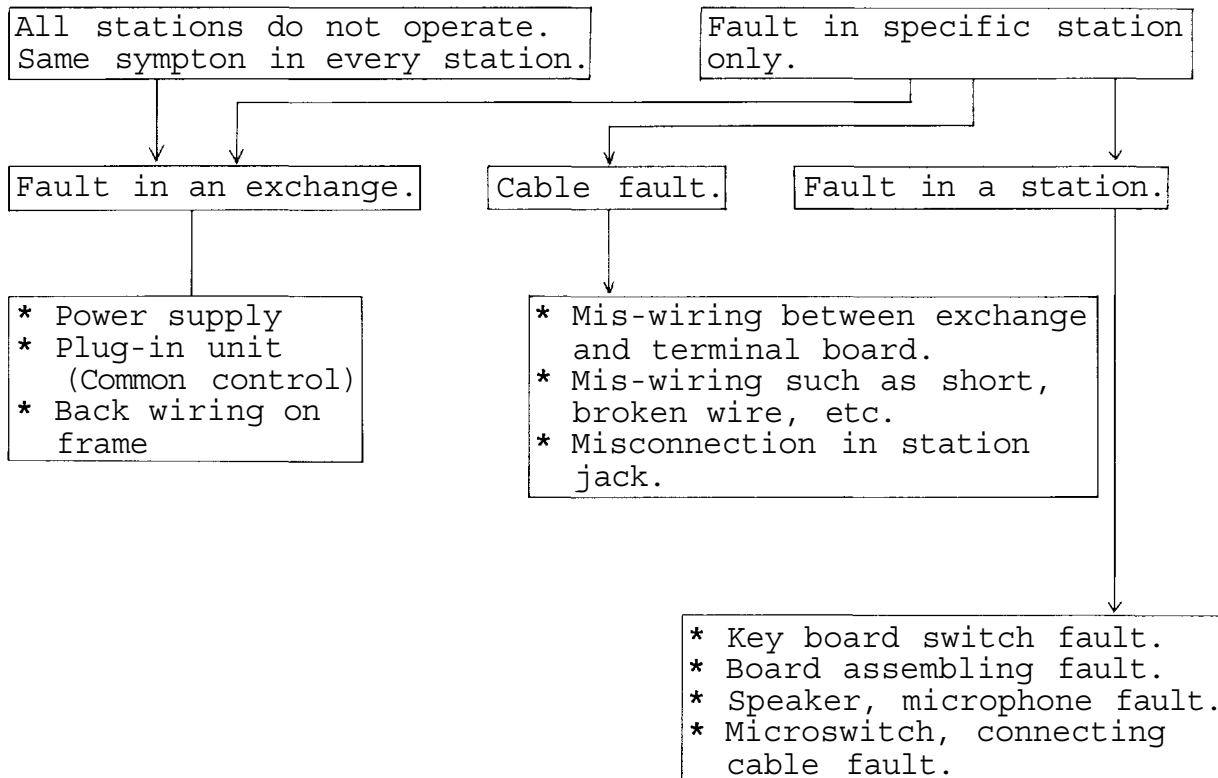 All stations do not operate.
Same sympton in every station.
Fault in specific station
only.
Fault in an exchange.
Cable fault.
Fault in a station.
* Power supply
* Plug-in unit
(Common control)
* Back wiring on
frame
* Mis-wiring between exchange
and terminal board.
* Mis-wiring such as short,
broken wire, etc.
* Misconnection in station
jack.
* Key board switch fault.
* Board assembling fault.
* Speaker, microphone fault.
* Microswitch, connecting
cable fault.